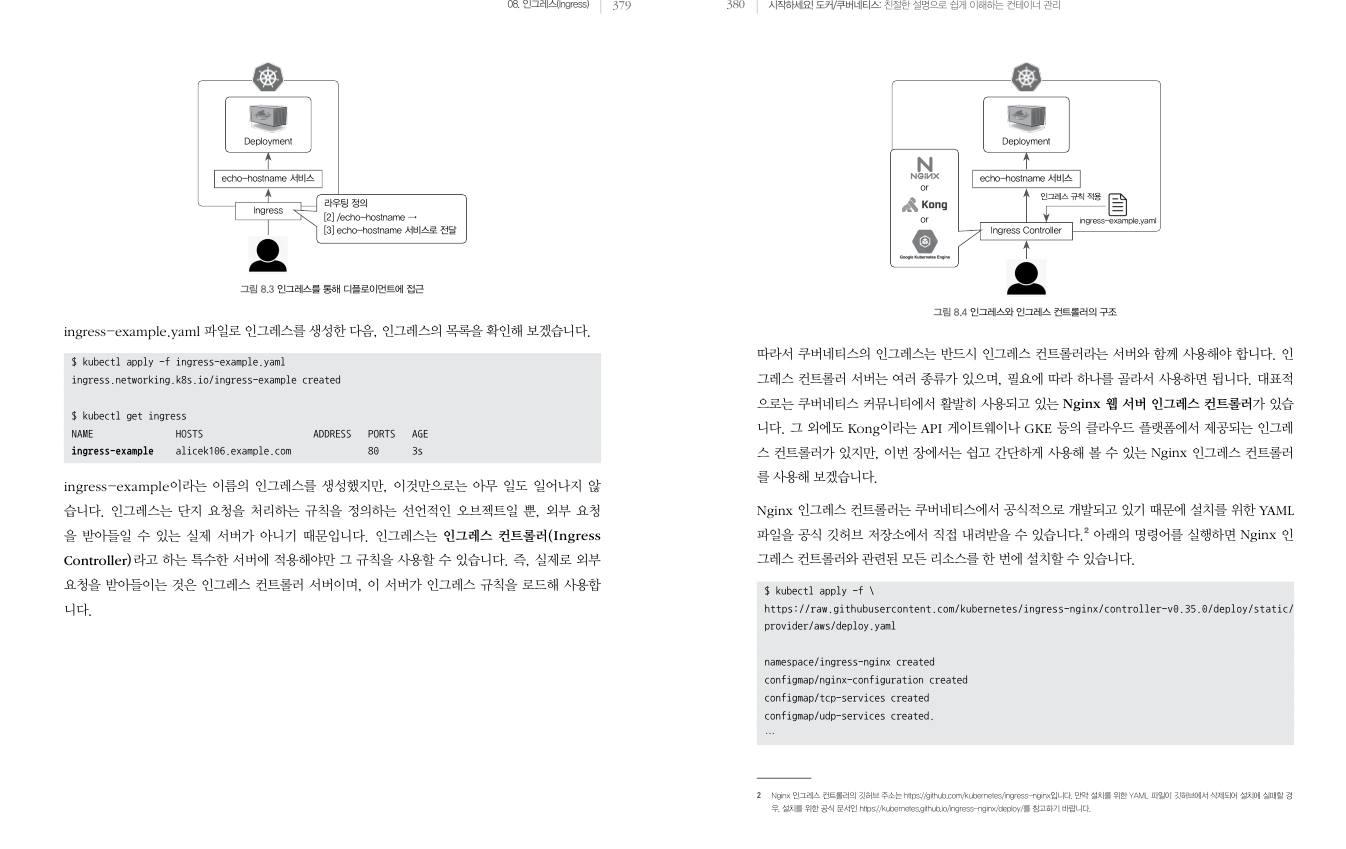 08. 인그레스(Ingress) 379
Deployment
echo-hostname 서비스
Ingress
라우팅 정의
[2] /echo-hostname →
[3] echo-hostname 서비스로 전달
그림 8.3 인그레스를 통해 디플로이먼트에 접근
ingress-example.yaml 파일로 인그레스를 생성한 다음, 인그레스의 목록을 확인해 보겠습니다.
$ kubectl apply -f ingress-example.yaml
ingress.networking.k8s.io/ingress-example created
$ kubectl get ingress
NAME HOSTS ADDRESS PORTS AGE
ingress-example alicek106.example.com 80 3s
ingress-example이라는 이름의 인그레스를 생성했지만, 이것만으로는 아무 일도 일어나지 않
습니다. 인그레스는 단지 요청을 처리하는 규칙을 정의하는 선언적인 오브젝트일 뿐, 외부 요청
을 받아들일 수 있는 실제 서버가 아니기 때문입니다. 인그레스는 인그레스 컨트롤러(Ingress
Controller)라고 하는 특수한 서버에 적용해야만 그 규칙을 사용할 수 있습니다. 즉, 실제로 외부
요청을 받아들이는 것은 인그레스 컨트롤러 서버이며, 이 서버가 인그레스 규칙을 로드해 사용합
니다.
380 시작하세요! 도커/쿠버네티스: 친절한 설명으로 쉽게 이해하는 컨테이너 관리
Deployment
echo-hostname 서비스
NGINX
or
Kong
or
Google Kubernetes Engine
인그레스 규칙 적용
ingress-example.yaml
Ingress Controller
그림 8.4 인그레스와 인그레스 컨트롤러의 구조
따라서 쿠버네티스의 인그레스는 반드시 인그레스 컨트롤러라는 서버와 함께 사용해야 합니다. 인
그레스 컨트롤러 서버는 여러 종류가 있으며, 필요에 따라 하나를 골라서 사용하면 됩니다. 대표적
으로는 쿠버네티스 커뮤니티에서 활발히 사용되고 있는 Nginx 웹 서버 인그레스 컨트롤러가 있습
니다. 그 외에도 Kong이라는 API 게이트웨이나 GKE 등의 클라우드 플랫폼에서 제공되는 인그레
스 컨트롤러가 있지만, 이번 장에서는 쉽고 간단하게 사용해 볼 수 있는 Nginx 인그레스 컨트롤러
를 사용해 보겠습니다.
Nginx 인그레스 컨트롤러는 쿠버네티스에서 공식적으로 개발되고 있기 때문에 설치를 위한 YAML
파일을 공식 깃허브 저장소에서 직접 내려받을 수 있습니다.2 아래의 명령어를 실행하면 Nginx 인
그레스 컨트롤러와 관련된 모든 리소스를 한 번에 설치할 수 있습니다.
$ kubectl apply -f \
https://raw.githubusercontent.com/kubernetes/ingress-nginx/controller-v0.35.0/deploy/static/
provider/aws/deploy.yaml
namespace/ingress-nginx created
configmap/nginx-configuration created
configmap/tcp-services created
configmap/udp-services created.
…
2 Nginx 인그레스 컨트롤러의 깃허브 주소는 https://github.com/kubernetes/ingress-nginx입니다. 만약 설치를 위한 YAML 파일이 깃허브에서 삭제되어 설치에 실패할 경
우, 설치를 위한 공식 문서인 https://kubernetes.github.io/ingress-nginx/deploy/를 참고하기 바랍니다.